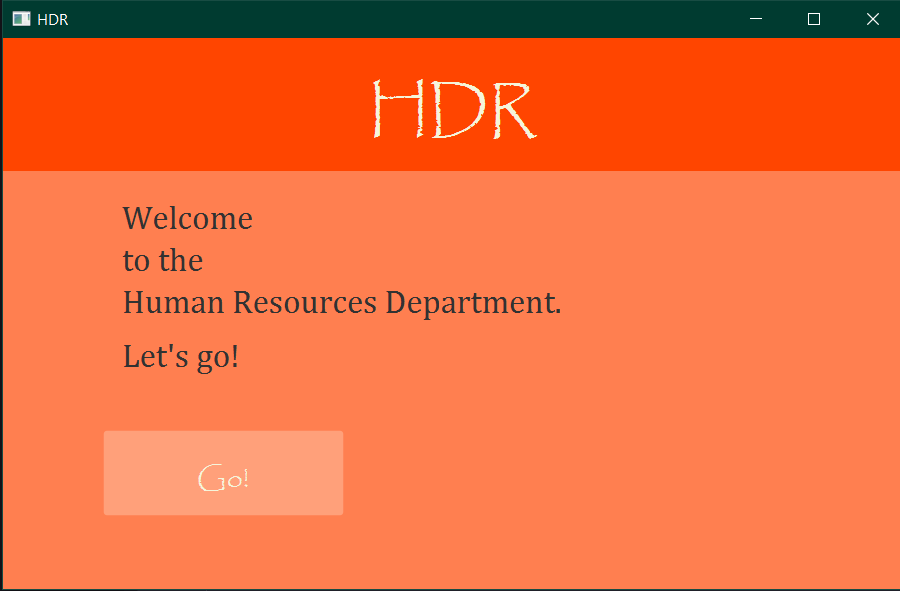 HDR
HDR
Welcome
to the
Human Resources Department.
Let's go!
Go!